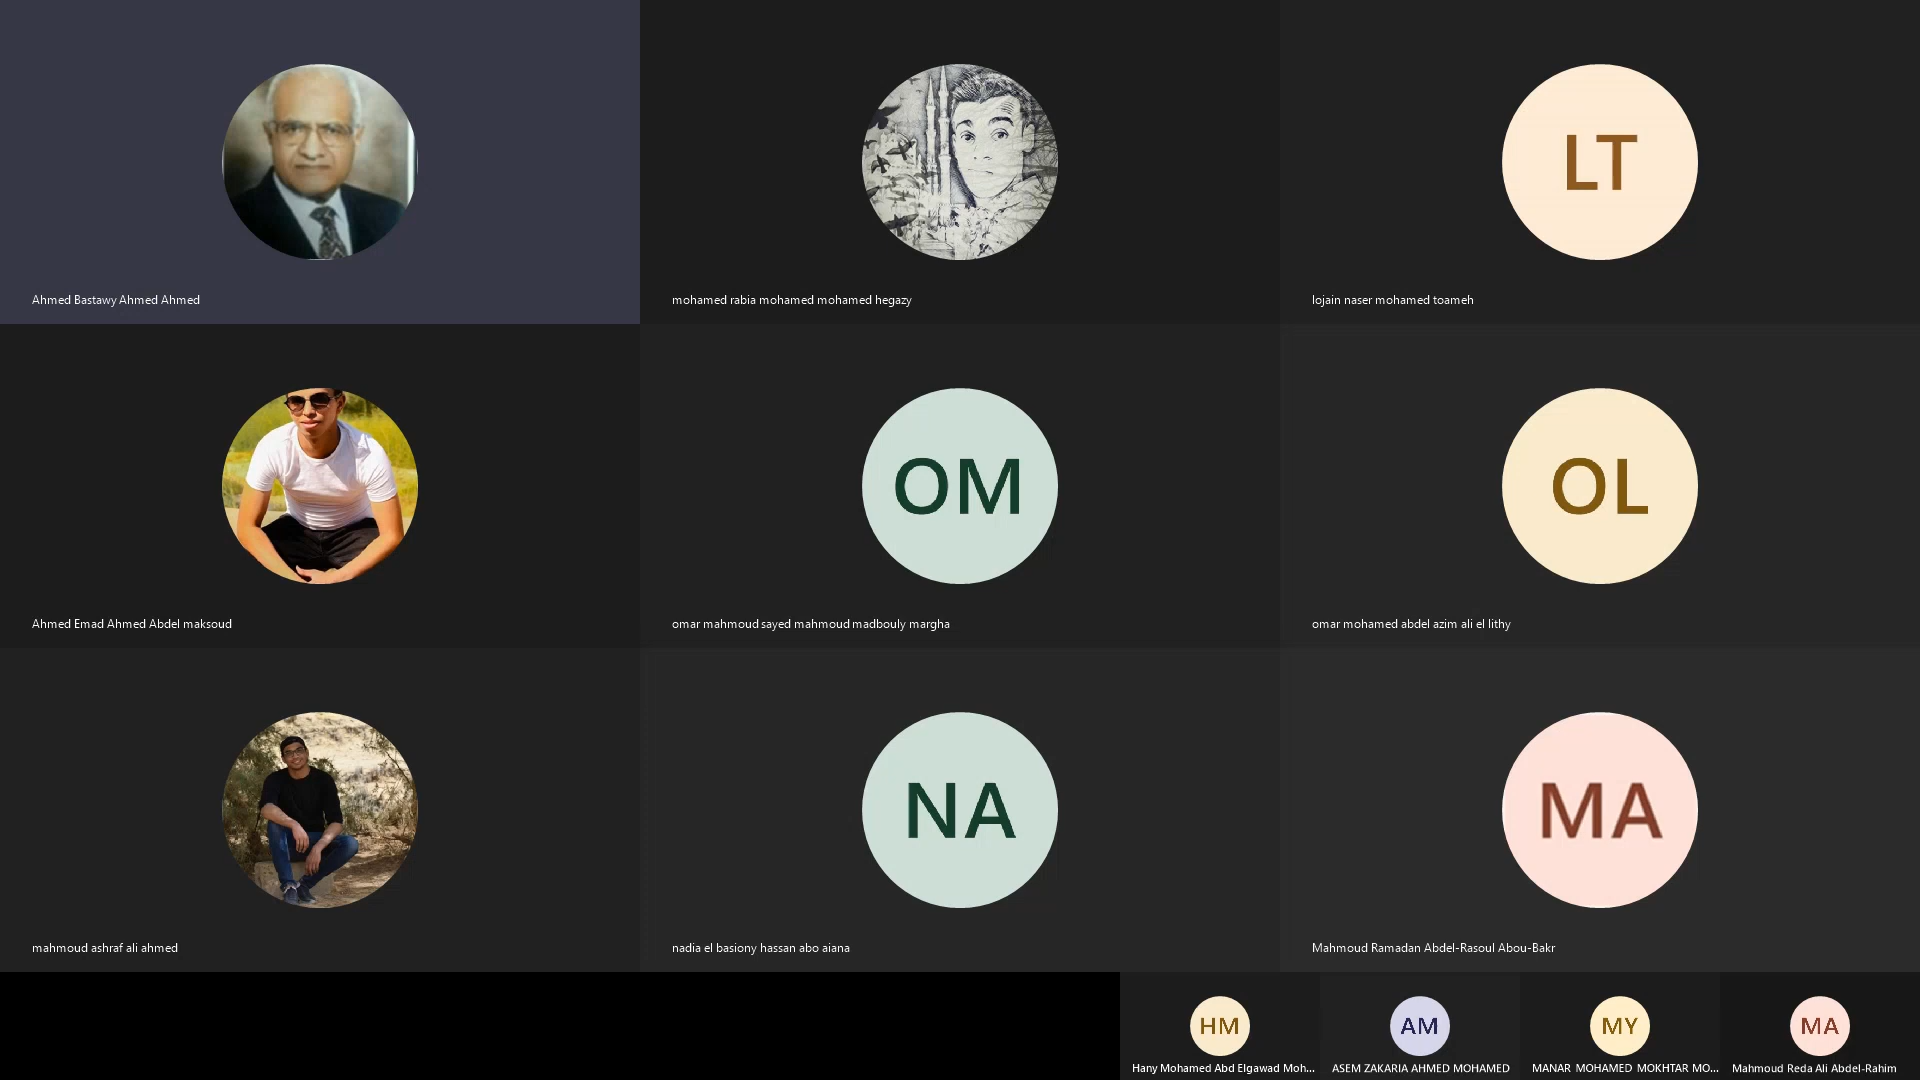 Ahmed Bastawy Ahmed Ahmed
mohamed rabia mohamed mohamed hegazy
LT
lojain naser mohamed toameh
Ahmed Emad Ahmed Abdel maksoud
OM
omar mahmoud sayed mahmoud madbouly margha
OL
omar mohamed abdel azim ali el lithy
mahmoud ashraf ali ahmed
NA
nadia el basiony hassan abo aiana
MA
Mahmoud Ramadan Abdel-Rasoul Abou-Bakr
HM
Hany Mohamed Abd Elgawad Moh...
AM
ASEM ZAKARIA AHMED MOHAMED
MY
MANAR MOHAMED MOKHTAR MO...
MA
Mahmoud Reda Ali Abdel-Rahim